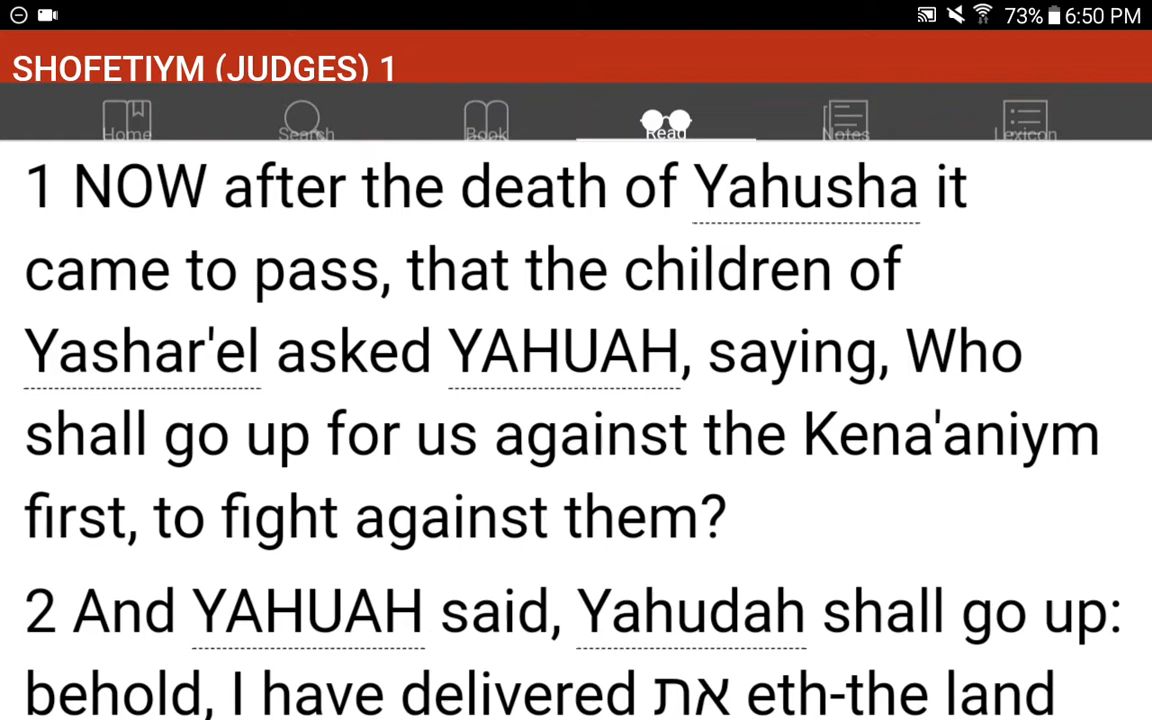 73% 6:50 PM
SHOFETIYM (JUDGES) 1
Home Search Book Read Notes Lexicon
1 NOW after the death of Yahusha it
came to pass, that the children of
Yashar'el asked YAHUAH, saying, Who
shall go up for us against the Kena'aniym
first, to fight against them?
2 And YAHUAH said, Yahudah shall go up:
behold, I have delivered את eth-the land